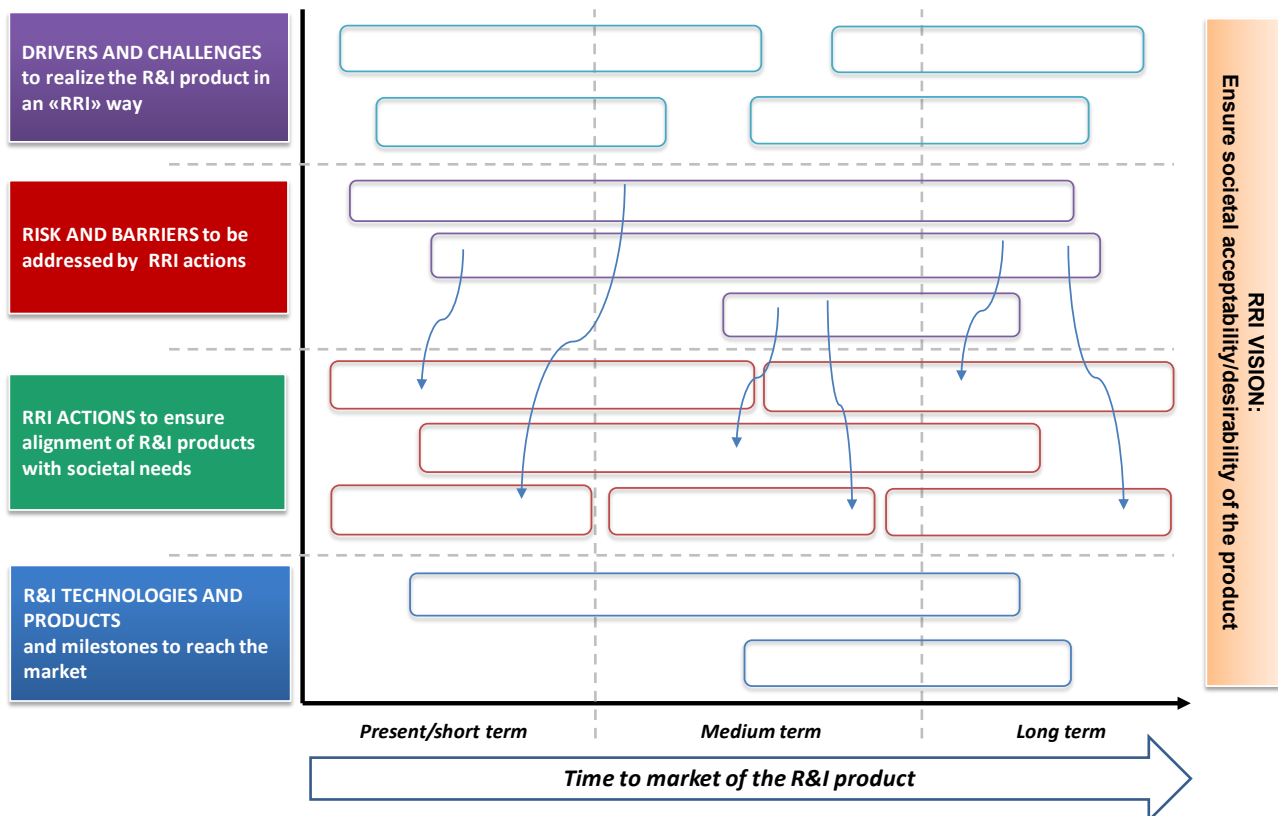 DRIVERS AND CHALLENGES
to realize the R&I product in
an «RRI» way
RISK AND BARRIERS to be
addressed by RRI actions
RRI ACTIONS to ensure
alignment of R&I products
with societal needs
R&I TECHNOLOGIES AND
PRODUCTS
and milestones to reach the
market
Present/short term
Medium term
Long term
Time to market of the R&I product
RRI VISION:
Ensure societal acceptability/desirability of the product